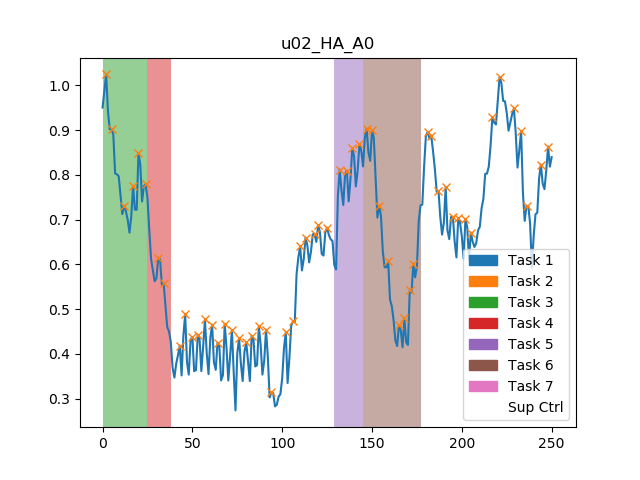 u02_HA_A0
1.0
0.9
0.8
0.7
0.6
0.5
0.4
0.3
0 50 100 150 200 250
Task 1
Task 2
Task 3
Task 4
Task 5
Task 6
Task 7
Sup Ctrl